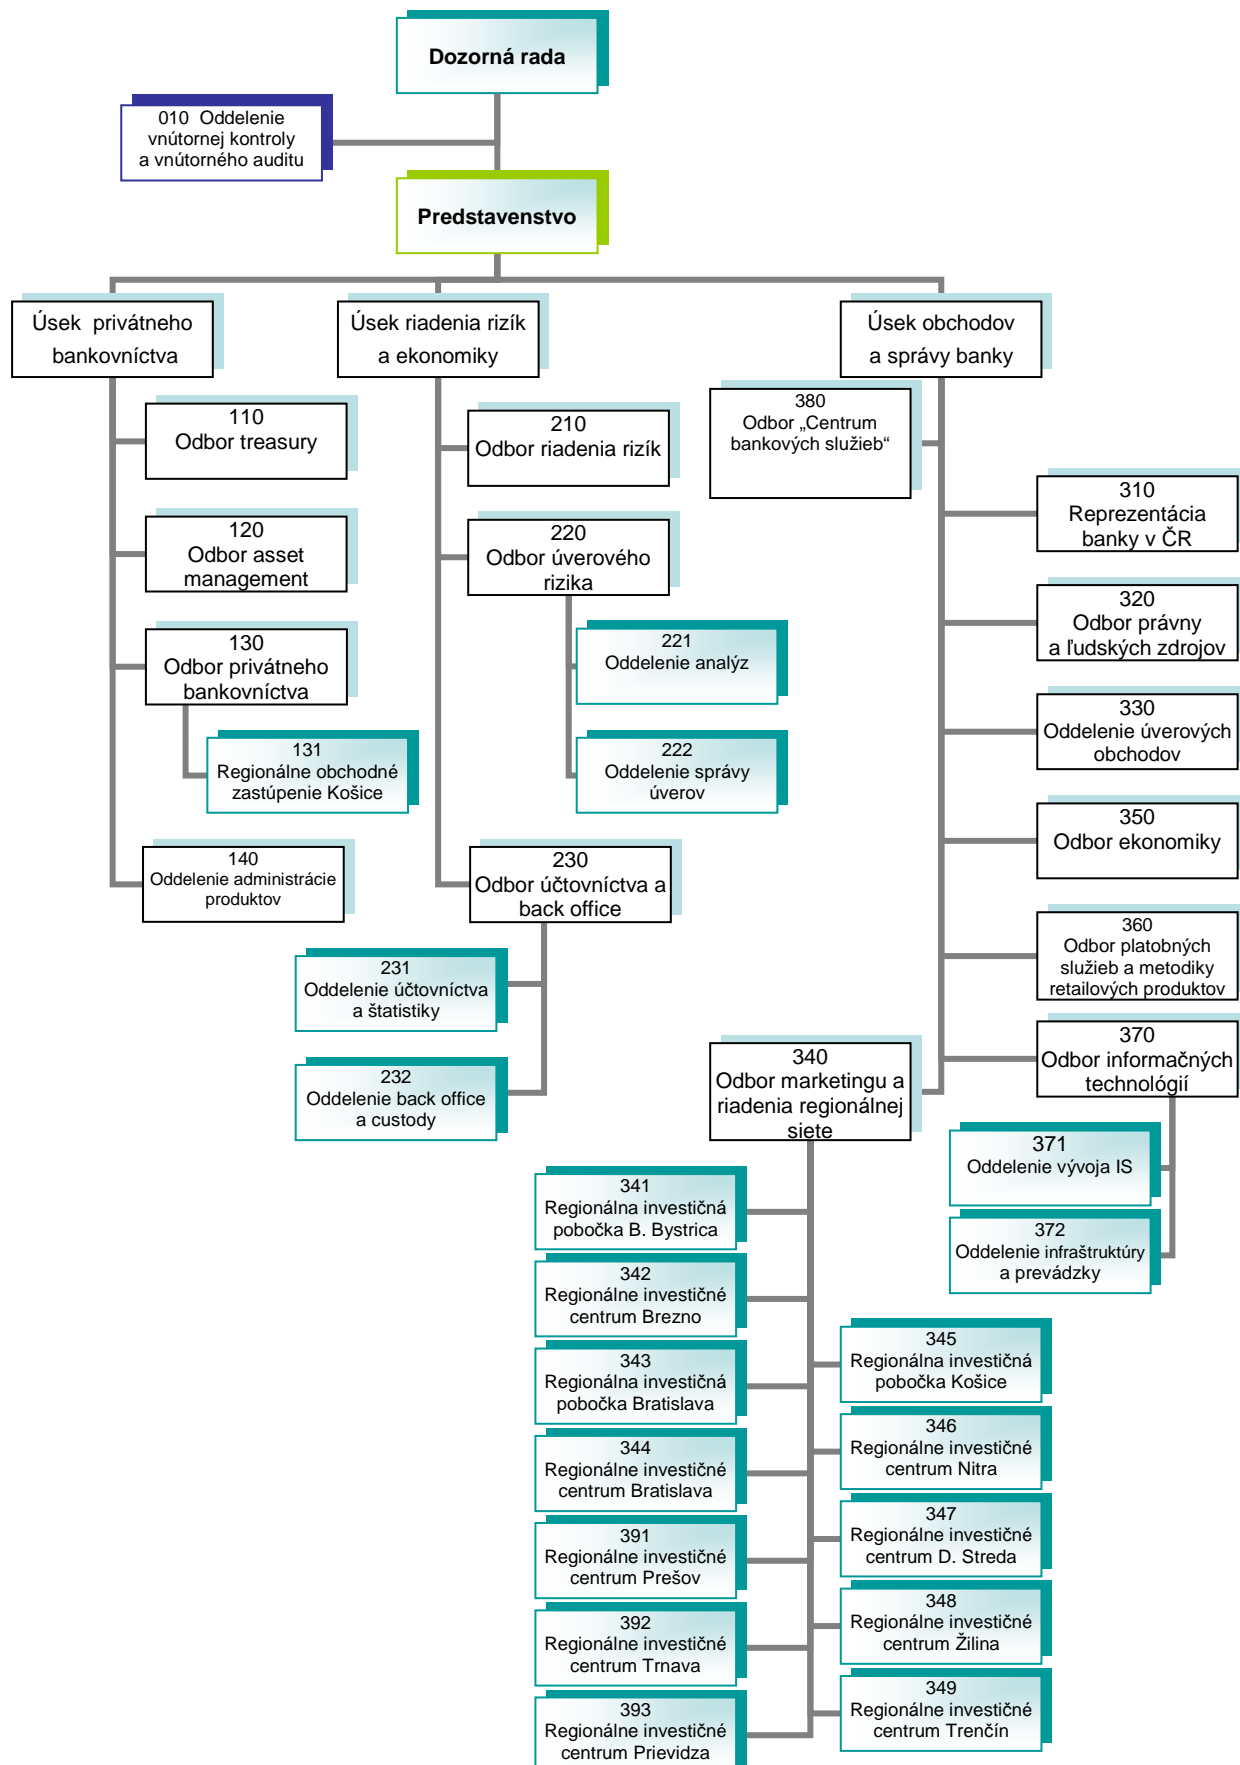 Dozorná rada
010 Oddelenie
vnútornej kontroly
a vnútorného auditu
Predstavenstvo
Úsek privátneho
bankovníctva
Úsek riadenia rizík
a ekonomiky
Úsek obchodov
a správy banky
110
Odbor treasury
120
Odbor asset
management
130
Odbor privátneho
bankovníctva
131
Regionálne obchodné
zastúpenie Košice
140
Oddelenie administrácie
produktov
210
Odbor riadenia rizík
220
Odbor úverového
rizika
221
Oddelenie analýz
222
Oddelenie správy
úverov
230
Odbor účtovníctva a
back office
231
Oddelenie účtovníctva
a štatistiky
232
Oddelenie back office
a custody
380
Odbor „Centrum
bankových služieb“
310
Reprezentácia
banky v ČR
320
Odbor právny
a ľudských zdrojov
330
Oddelenie úverových
obchodov
350
Odbor ekonomiky
360
Odbor platobných
služieb a metodiky
retailových produktov
370
Odbor informačných
technológií
371
Oddelenie vývoja IS
372
Oddelenie infraštruktúry
a prevádzky
340
Odbor marketingu a
riadenia regionálnej
siete
341
Regionálna investičná
pobočka B. Bystrica
342
Regionálne investičné
centrum Brezno
343
Regionálna investičná
pobočka Bratislava
344
Regionálne investičné
centrum Bratislava
391
Regionálne investičné
centrum Prešov
392
Regionálne investičné
centrum Trnava
393
Regionálne investičné
centrum Prievidza
345
Regionálna investičná
pobočka Košice
346
Regionálne investičné
centrum Nitra
347
Regionálne investičné
centrum D. Streda
348
Regionálne investičné
centrum Žilina
349
Regionálne investičné
centrum Trenčín